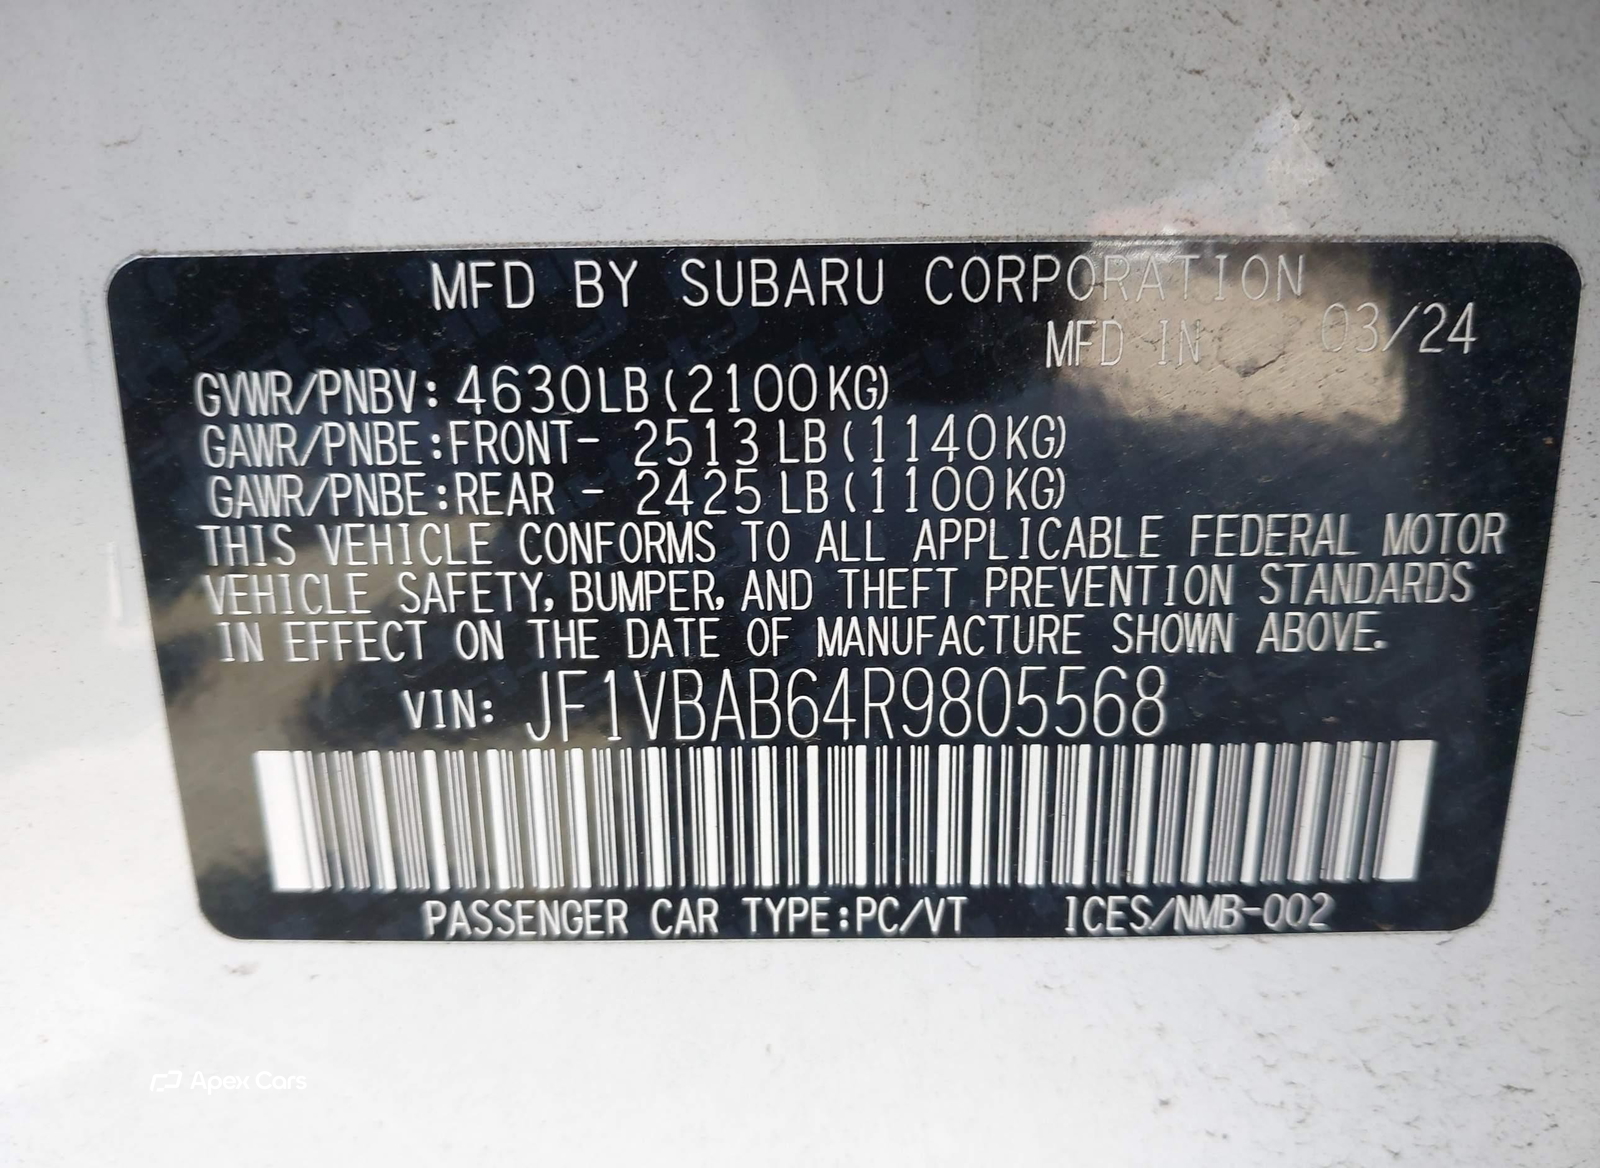 MFD BY SUBARU CORPORATION
MFD IN 03/24
GVWR/PNBV: 4630LB (2100KG)
GAWR/PNBE:FRONT- 2513 LB (1140KG)
GAWR/PNBE:REAR - 2425 LB (1100KG)
THIS VEHICLE CONFORMS TO ALL APPLICABLE FEDERAL MOTOR
VEHICLE SAFETY, BUMPER, AND THEFT PREVENTION STANDARDS
IN EFFECT ON THE DATE OF MANUFACTURE SHOWN ABOVE.
VIN: JF1VBAB64R9805568
PASSENGER CAR TYPE:PC/VT ICES/NMB-002
Apex Cars